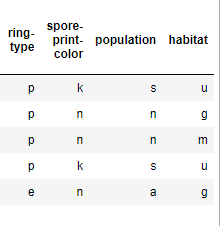 ring-type spore-print-color population habitat
p k s u
p n n g
p n n m
p k s u
e n a g